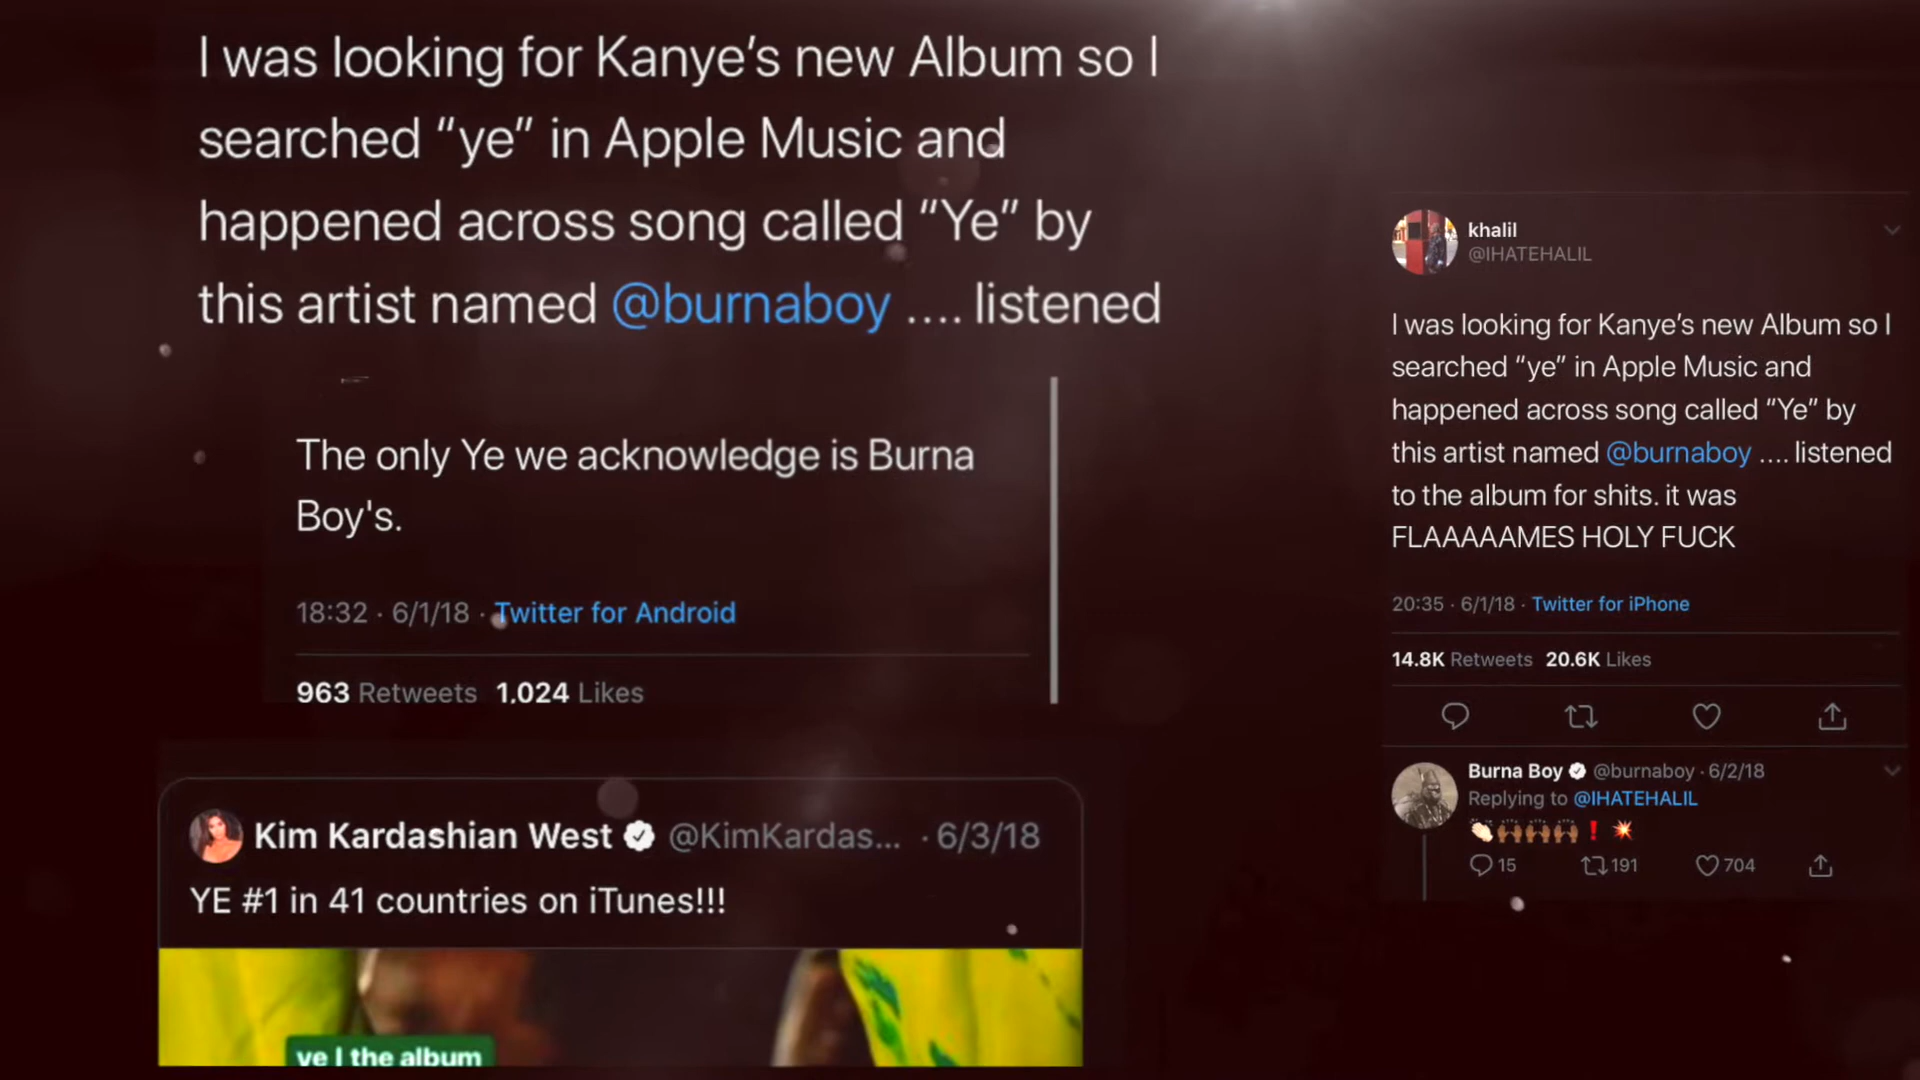 I was looking for Kanye’s new Album so I
searched “ye” in Apple Music and
happened across song called “Ye” by
this artist named @burnaboy .... listened
The only Ye we acknowledge is Burna
Boy's.
18:32 · 6/1/18 · Twitter for Android
963 Retweets 1,024 Likes
Kim Kardashian West @KimKardas... · 6/3/18
YE #1 in 41 countries on iTunes!!!
ye | the album
khalil
@IHATEHALIL
I was looking for Kanye’s new Album so I
searched “ye” in Apple Music and
happened across song called “Ye” by
this artist named @burnaboy .... listened
to the album for shits. it was
FLAAAAAMES HOLY FUCK
20:35 · 6/1/18 · Twitter for iPhone
14.8K Retweets 20.6K Likes
Burna Boy @burnaboy · 6/2/18
Replying to @IHATEHALIL
👏🏻🙌🏾🙌🏾🙌🏾❗💥
15 191 704